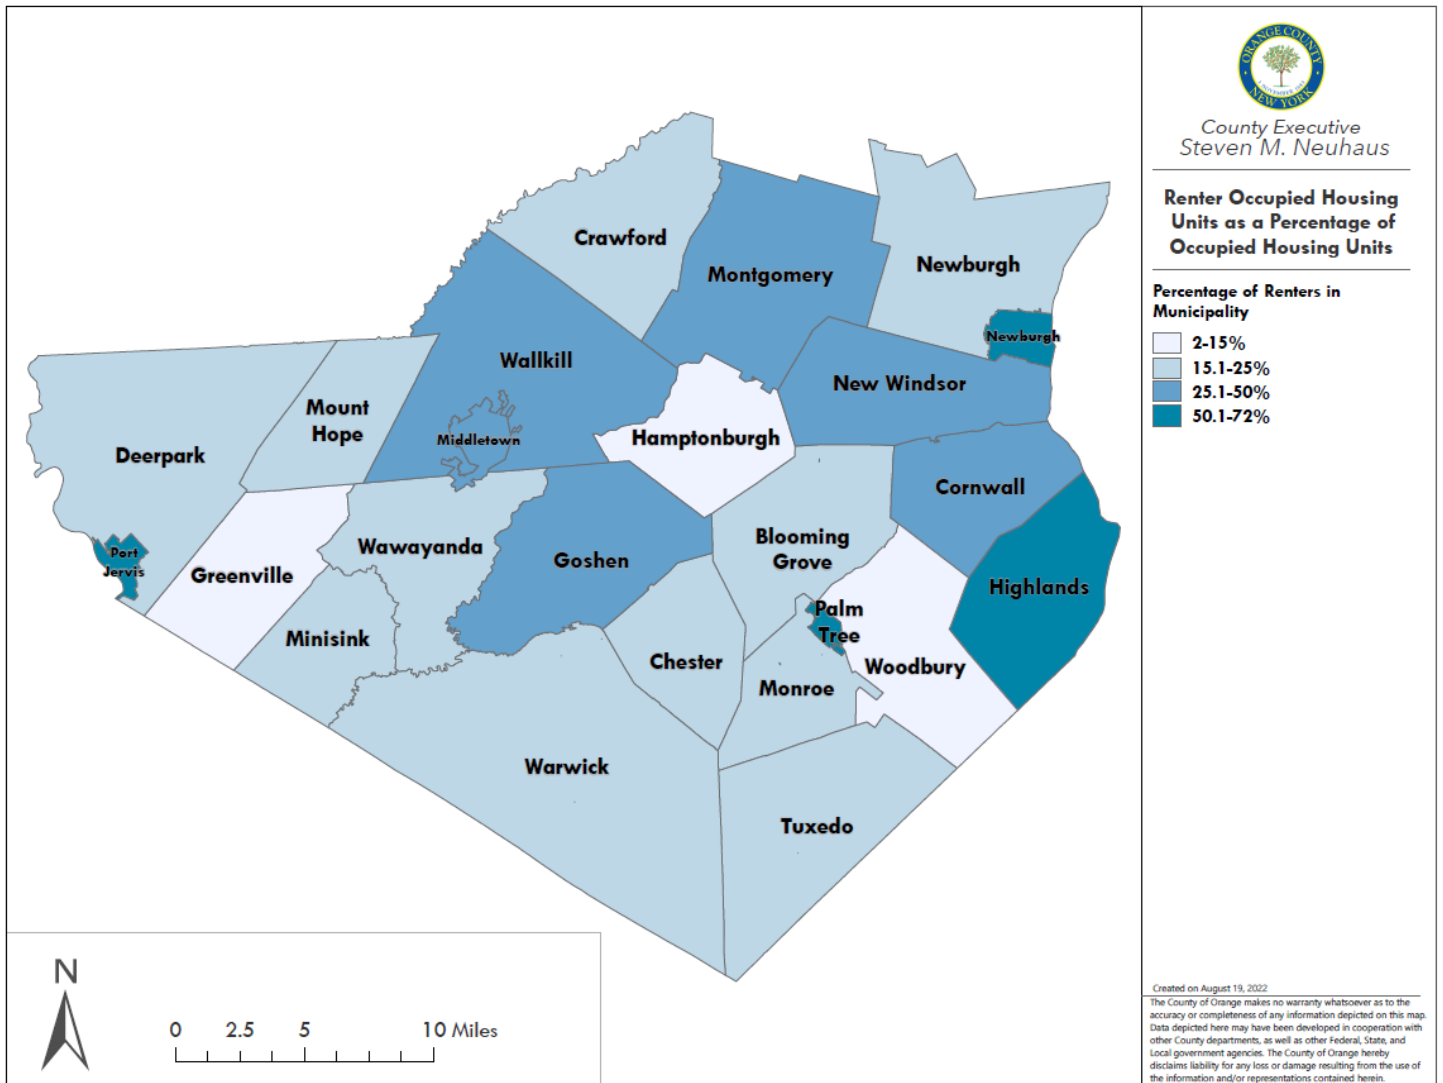 ORANGE COUNTY
NEW YORK
County Executive
Steven M. Neuhaus
Renter Occupied Housing
Units as a Percentage of
Occupied Housing Units
Percentage of Renters in
Municipality
2-15%
15.1-25%
25.1-50%
50.1-72%
Crawford
Montgomery
Newburgh
Newburgh
Wallkill
New Windsor
Mount
Hope
Middletown
Hamptonburgh
Deerpark
Cornwall
Port
Jervis
Greenville
Wawayanda
Goshen
Blooming
Grove
Highlands
Minisink
Palm
Tree
Chester
Woodbury
Monroe
Warwick
Tuxedo
N
0 2.5 5 10 Miles
Created on August 19, 2022
The County of Orange makes no warranty whatsoever as to the
accuracy or completeness of any information depicted on this map.
Data depicted here may have been developed in cooperation with
other County departments, as well as other Federal, State, and
Local government agencies. The County of Orange hereby
disclaims liability for any loss or damage resulting from the use of
the information and/or representations contained herein.